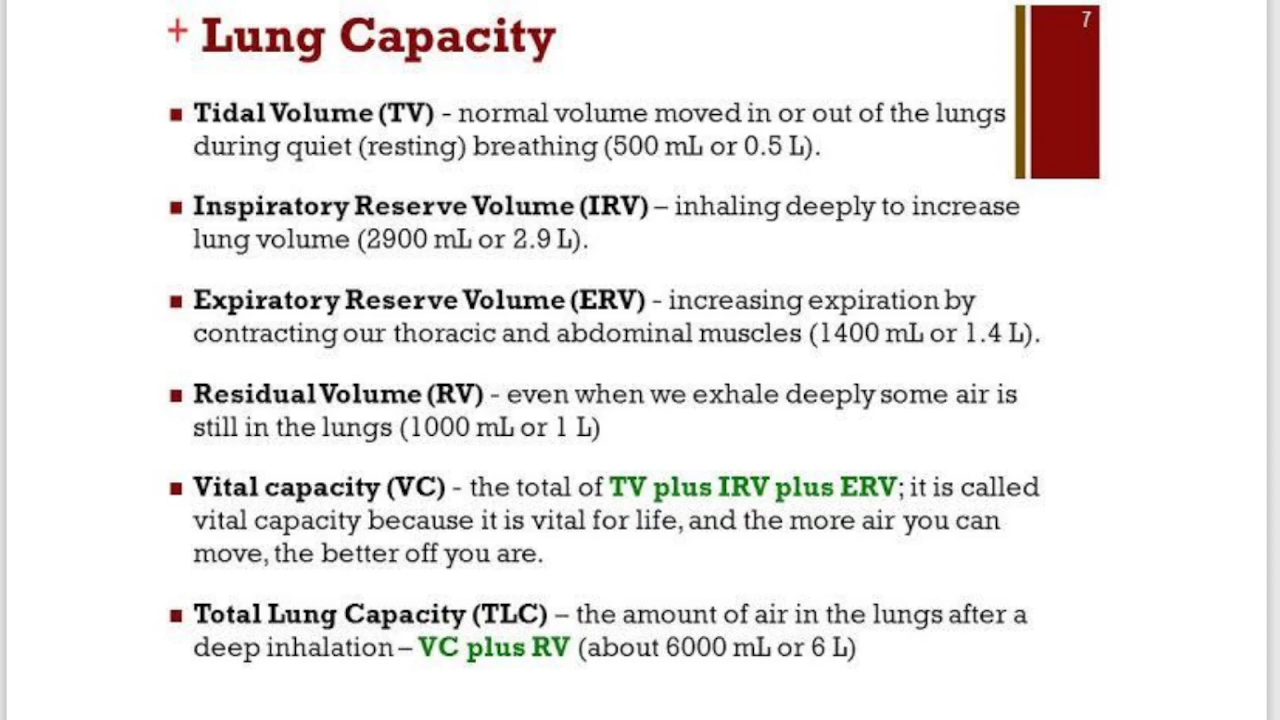 + Lung Capacity
7
■ Tidal Volume (TV) - normal volume moved in or out of the lungs
during quiet (resting) breathing (500 mL or 0.5 L).
■ Inspiratory Reserve Volume (IRV) – inhaling deeply to increase
lung volume (2900 mL or 2.9 L).
■ Expiratory Reserve Volume (ERV) - increasing expiration by
contracting our thoracic and abdominal muscles (1400 mL or 1.4 L).
■ Residual Volume (RV) - even when we exhale deeply some air is
still in the lungs (1000 mL or 1 L)
■ Vital capacity (VC) - the total of TV plus IRV plus ERV; it is called
vital capacity because it is vital for life, and the more air you can
move, the better off you are.
■ Total Lung Capacity (TLC) – the amount of air in the lungs after a
deep inhalation – VC plus RV (about 6000 mL or 6 L)